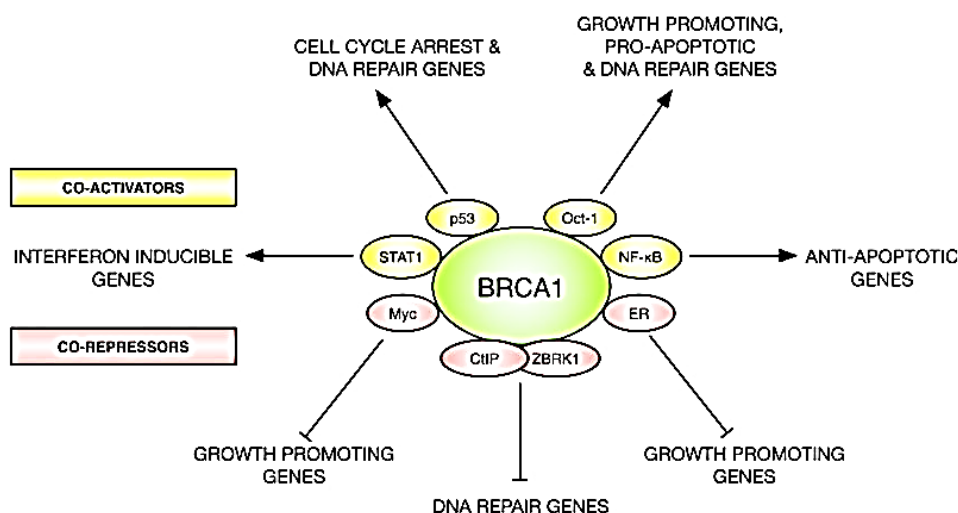 CELL CYCLE ARREST &
DNA REPAIR GENES
GROWTH PROMOTING,
PRO-APOPTOTIC
& DNA REPAIR GENES
CO-ACTIVATORS
p53
Oct-1
INTERFERON INDUCIBLE
GENES
STAT1
NF-κB
ANTI-APOPTOTIC
GENES
BRCA1
Myc
ER
CO-REPRESSORS
CtIP
ZBRK1
GROWTH PROMOTING
GENES
GROWTH PROMOTING
GENES
DNA REPAIR GENES